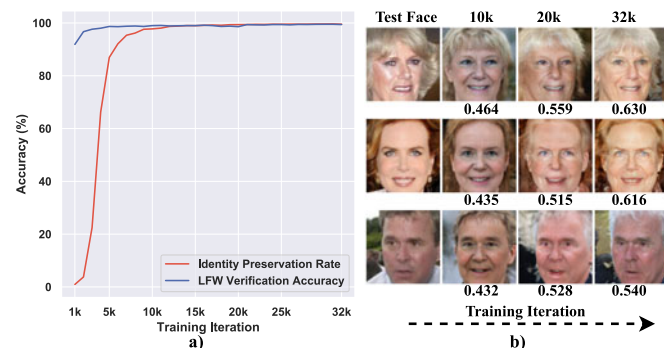 100
80
60
40
20
0
Accuracy (%)
Identity Preservation Rate
LFW Verification Accuracy
1k 5k 10k 15k 20k 25k 32k
Training Iteration
a)
Test Face 10k 20k 32k
0.464 0.559 0.630
0.435 0.515 0.616
0.432 0.528 0.540
Training Iteration
b)